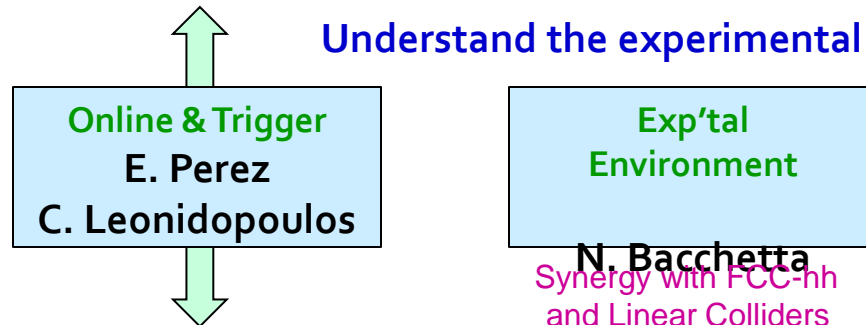 Understand the experimental
Online & Trigger
E. Perez
C. Leonidopoulos
Exp'tal
Environment
N. Bacchetta
Synergy with FCC-hh
and Linear Colliders